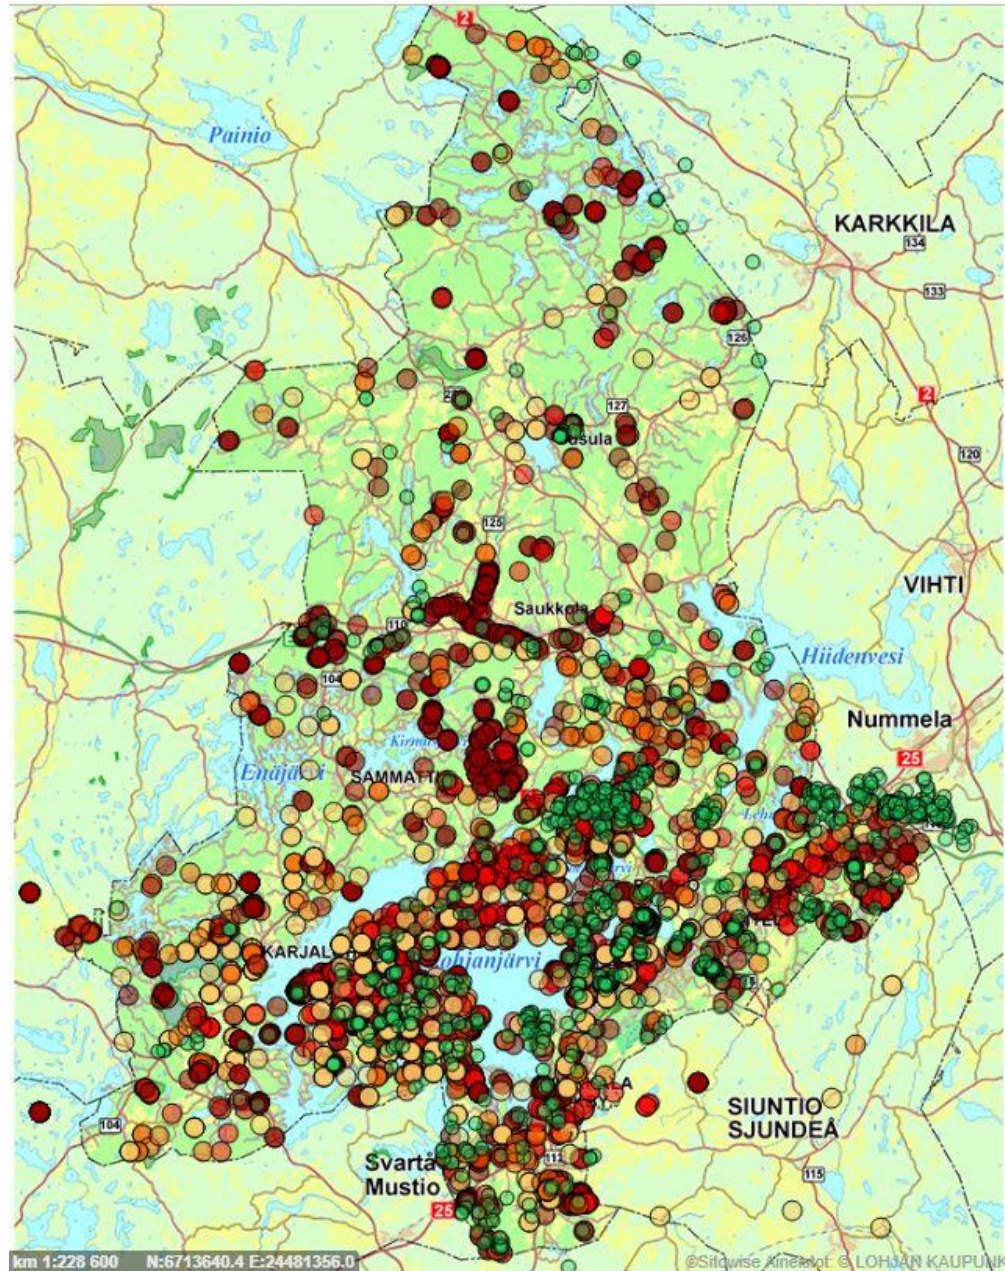 2
Painio
KARKKILA
134
133
126
2
127
120
125
VIHTI
Saukkola
110
Hiidenvesi
104
Nummela
25
Enäjärvi
SAMMATTI
Lohjanjärvi
104
SIUNTIO
SJUNDEÅ
Svartå
Mustio
112
115
25
km 1:228 600 N:6713640.4 E:24481356.0
©Sitowise Aineistot: © LOHJAN KAUPUNK